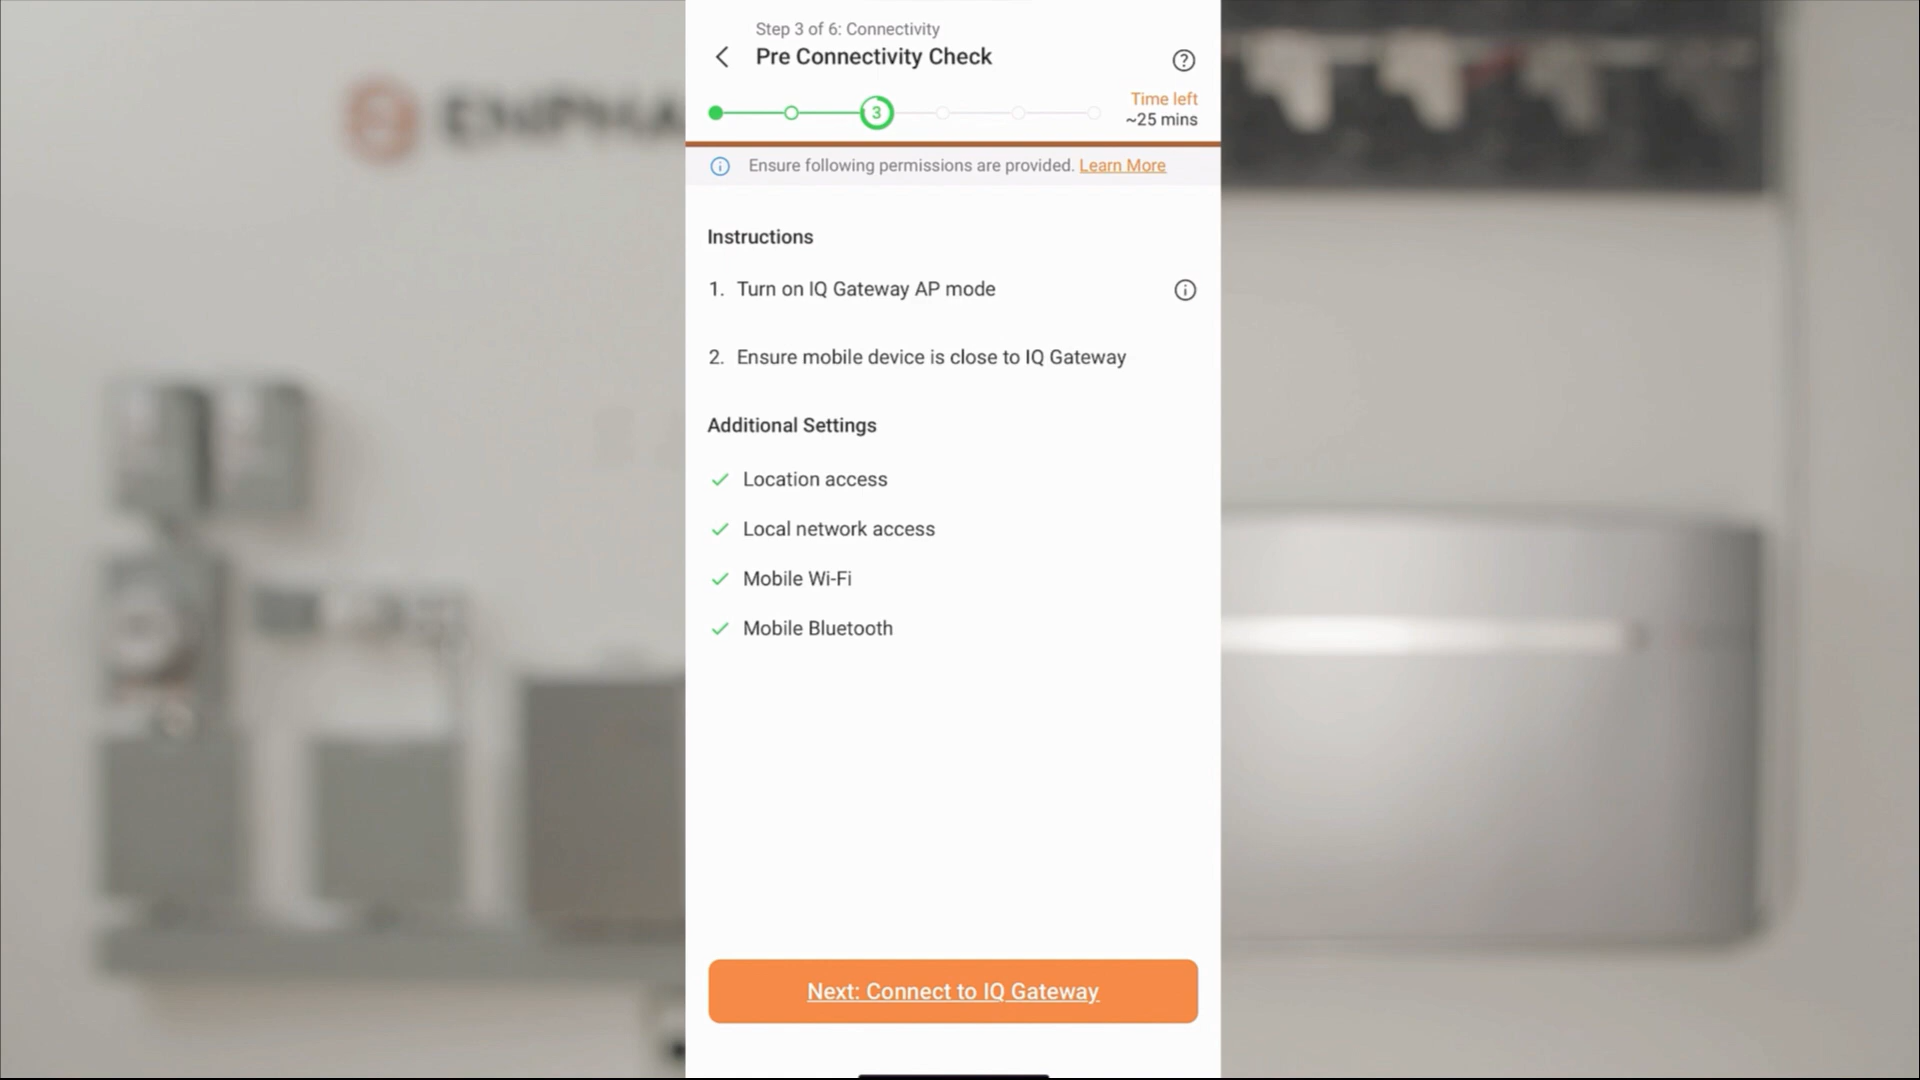 Step 3 of 6: Connectivity
Pre Connectivity Check
3
Time left
~25 mins
Ensure following permissions are provided. Learn More
Instructions
1. Turn on IQ Gateway AP mode
2. Ensure mobile device is close to IQ Gateway
Additional Settings
Location access
Local network access
Mobile Wi-Fi
Mobile Bluetooth
Next: Connect to IQ Gateway